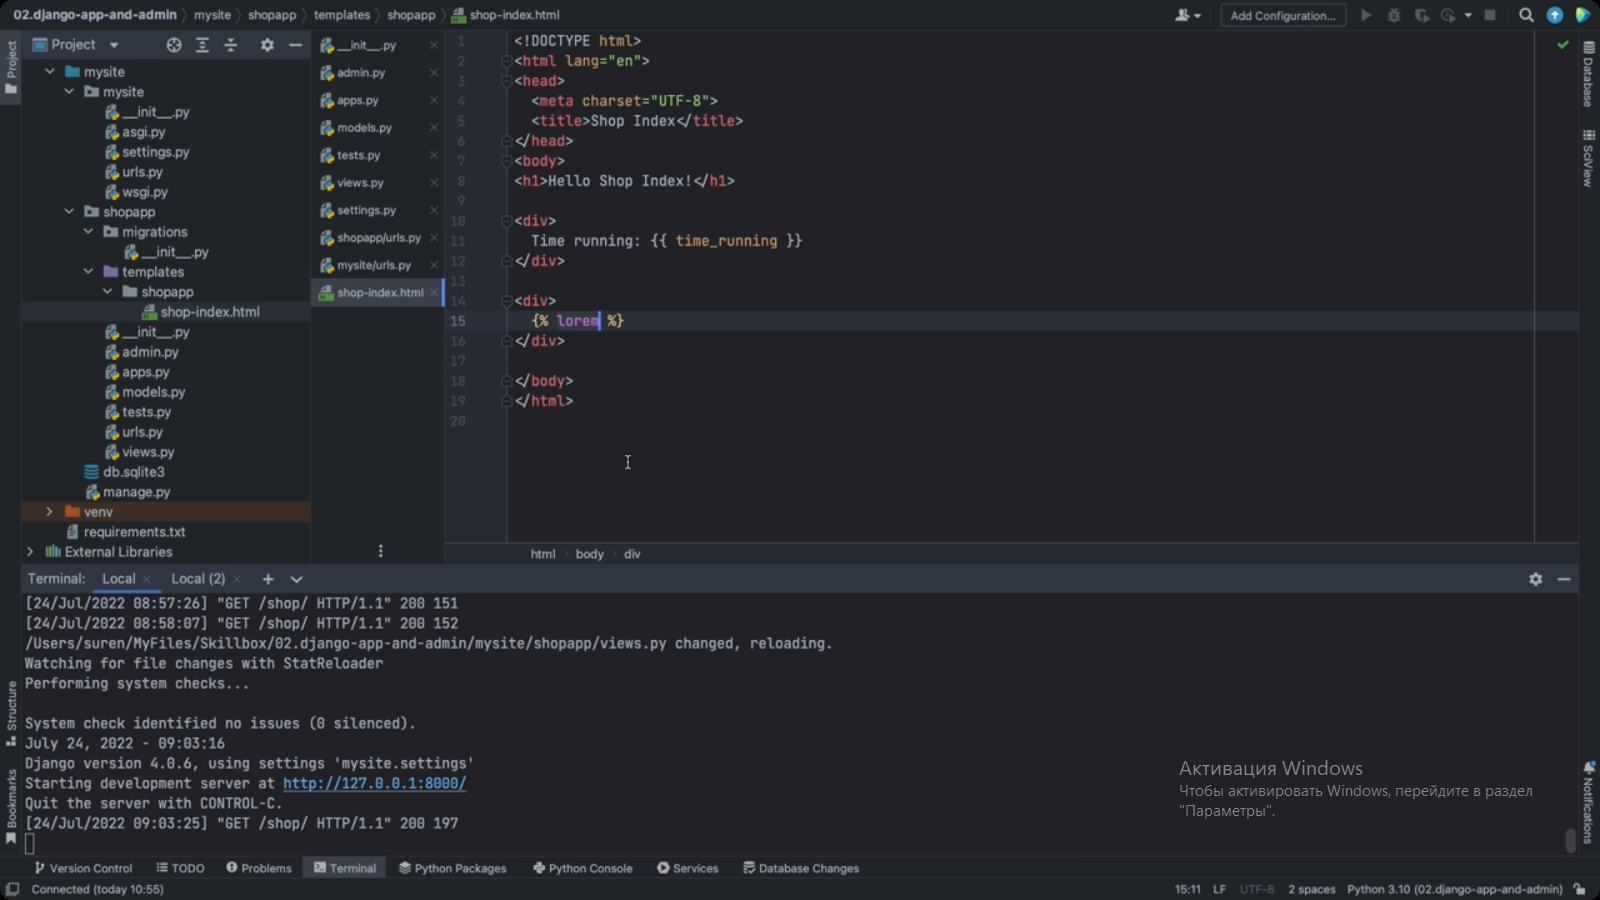 02.django-app-and-admin mysite shopapp templates shopapp shop-index.html
Add Configuration...
Project
Project
mysite
mysite
__init__.py
asgi.py
settings.py
urls.py
wsgi.py
shopapp
migrations
__init__.py
templates
shopapp
shop-index.html
__init__.py
admin.py
apps.py
models.py
tests.py
urls.py
views.py
db.sqlite3
manage.py
venv
requirements.txt
External Libraries
__init__.py
admin.py
apps.py
models.py
tests.py
views.py
settings.py
shopapp/urls.py
mysite/urls.py
shop-index.html
1 <!DOCTYPE html>
2 <html lang="en">
3 <head>
4 <meta charset="UTF-8">
5 <title>Shop Index</title>
6 </head>
7 <body>
8 <h1>Hello Shop Index!</h1>
9
10 <div>
11 Time running: {{ time_running }}
12 </div>
13
14 <div>
15 {% lorem %}
16 </div>
17
18 </body>
19 </html>
20
html body div
Database
SciView
Notifications
Structure
Bookmarks
Terminal: Local Local (2)
[24/Jul/2022 08:57:26] "GET /shop/ HTTP/1.1" 200 151
[24/Jul/2022 08:58:07] "GET /shop/ HTTP/1.1" 200 152
/Users/suren/MyFiles/Skillbox/02.django-app-and-admin/mysite/shopapp/views.py changed, reloading.
Watching for file changes with StatReloader
Performing system checks...
System check identified no issues (0 silenced).
July 24, 2022 - 09:03:16
Django version 4.0.6, using settings 'mysite.settings'
Starting development server at http://127.0.0.1:8000/
Quit the server with CONTROL-C.
[24/Jul/2022 09:03:25] "GET /shop/ HTTP/1.1" 200 197
Активация Windows
Чтобы активировать Windows, перейдите в раздел
"Параметры".
Version Control TODO Problems Terminal Python Packages Python Console Services Database Changes
Connected (today 10:55)
15:11 LF UTF-8 2 spaces Python 3.10 (02.django-app-and-admin)